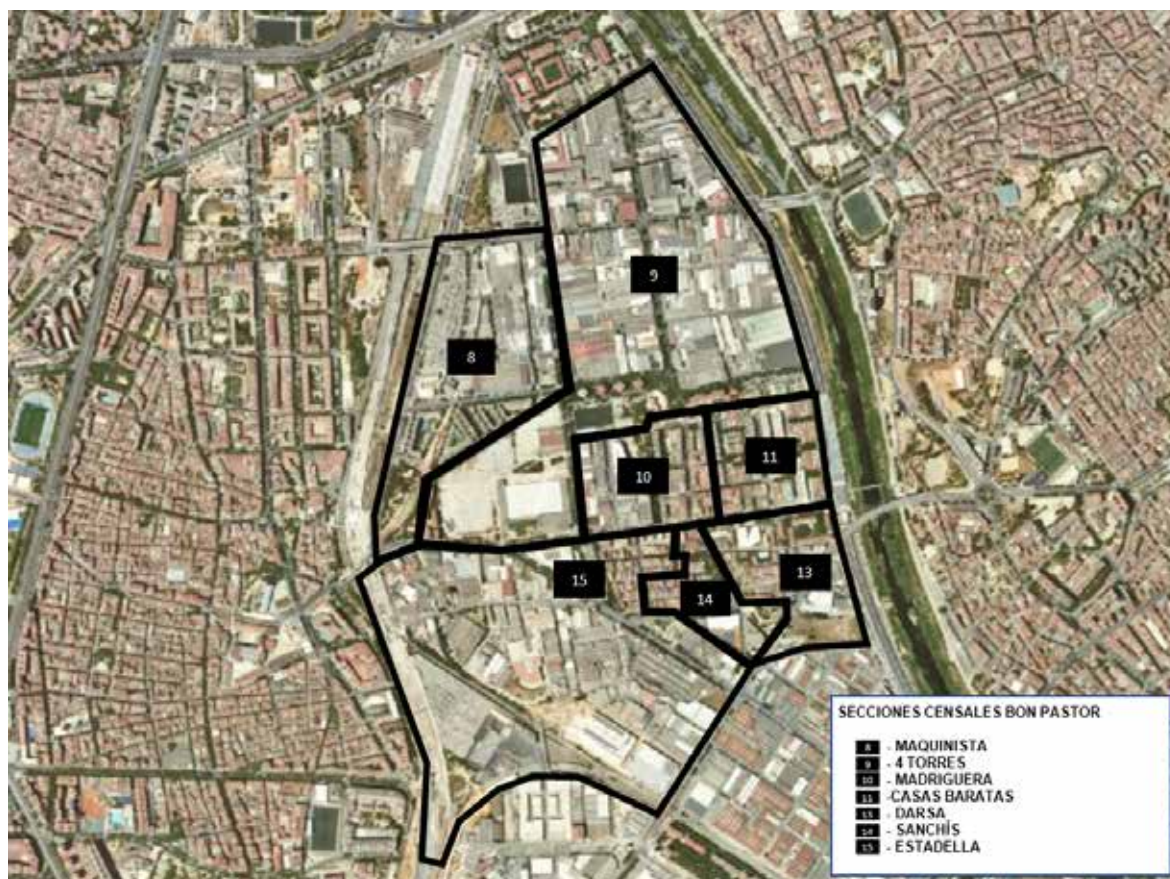 9
8
11
10
13
15
14
SECCIONES CENSALES BON PASTOR
8 - MAQUINISTA
9 - 4 TORRES
10 - MADRIGUERA
11 -CASAS BARATAS
13 - DARSA
14 - SANCHÍS
15 - ESTADELLA